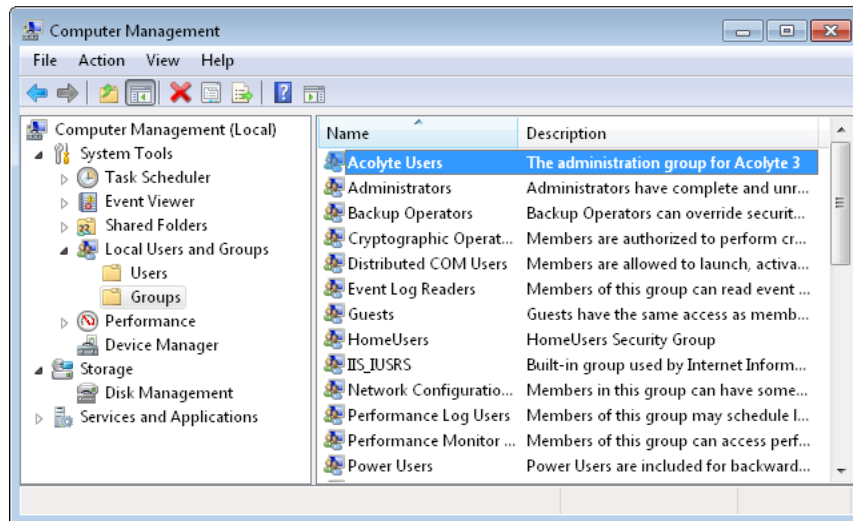 Computer Management
File Action View Help
Computer Management (Local)
System Tools
Task Scheduler
Event Viewer
Shared Folders
Local Users and Groups
Users
Groups
Performance
Device Manager
Storage
Disk Management
Services and Applications
Name Description
Acolyte Users The administration group for Acolyte 3
Administrators Administrators have complete and unr...
Backup Operators Backup Operators can override securit...
Cryptographic Operat... Members are authorized to perform cr...
Distributed COM Users Members are allowed to launch, activa...
Event Log Readers Members of this group can read event ...
Guests Guests have the same access as memb...
HomeUsers HomeUsers Security Group
IIS_IUSRS Built-in group used by Internet Inform...
Network Configuratio... Members in this group can have some...
Performance Log Users Members of this group may schedule l...
Performance Monitor ... Members of this group can access perf...
Power Users Power Users are included for backward...